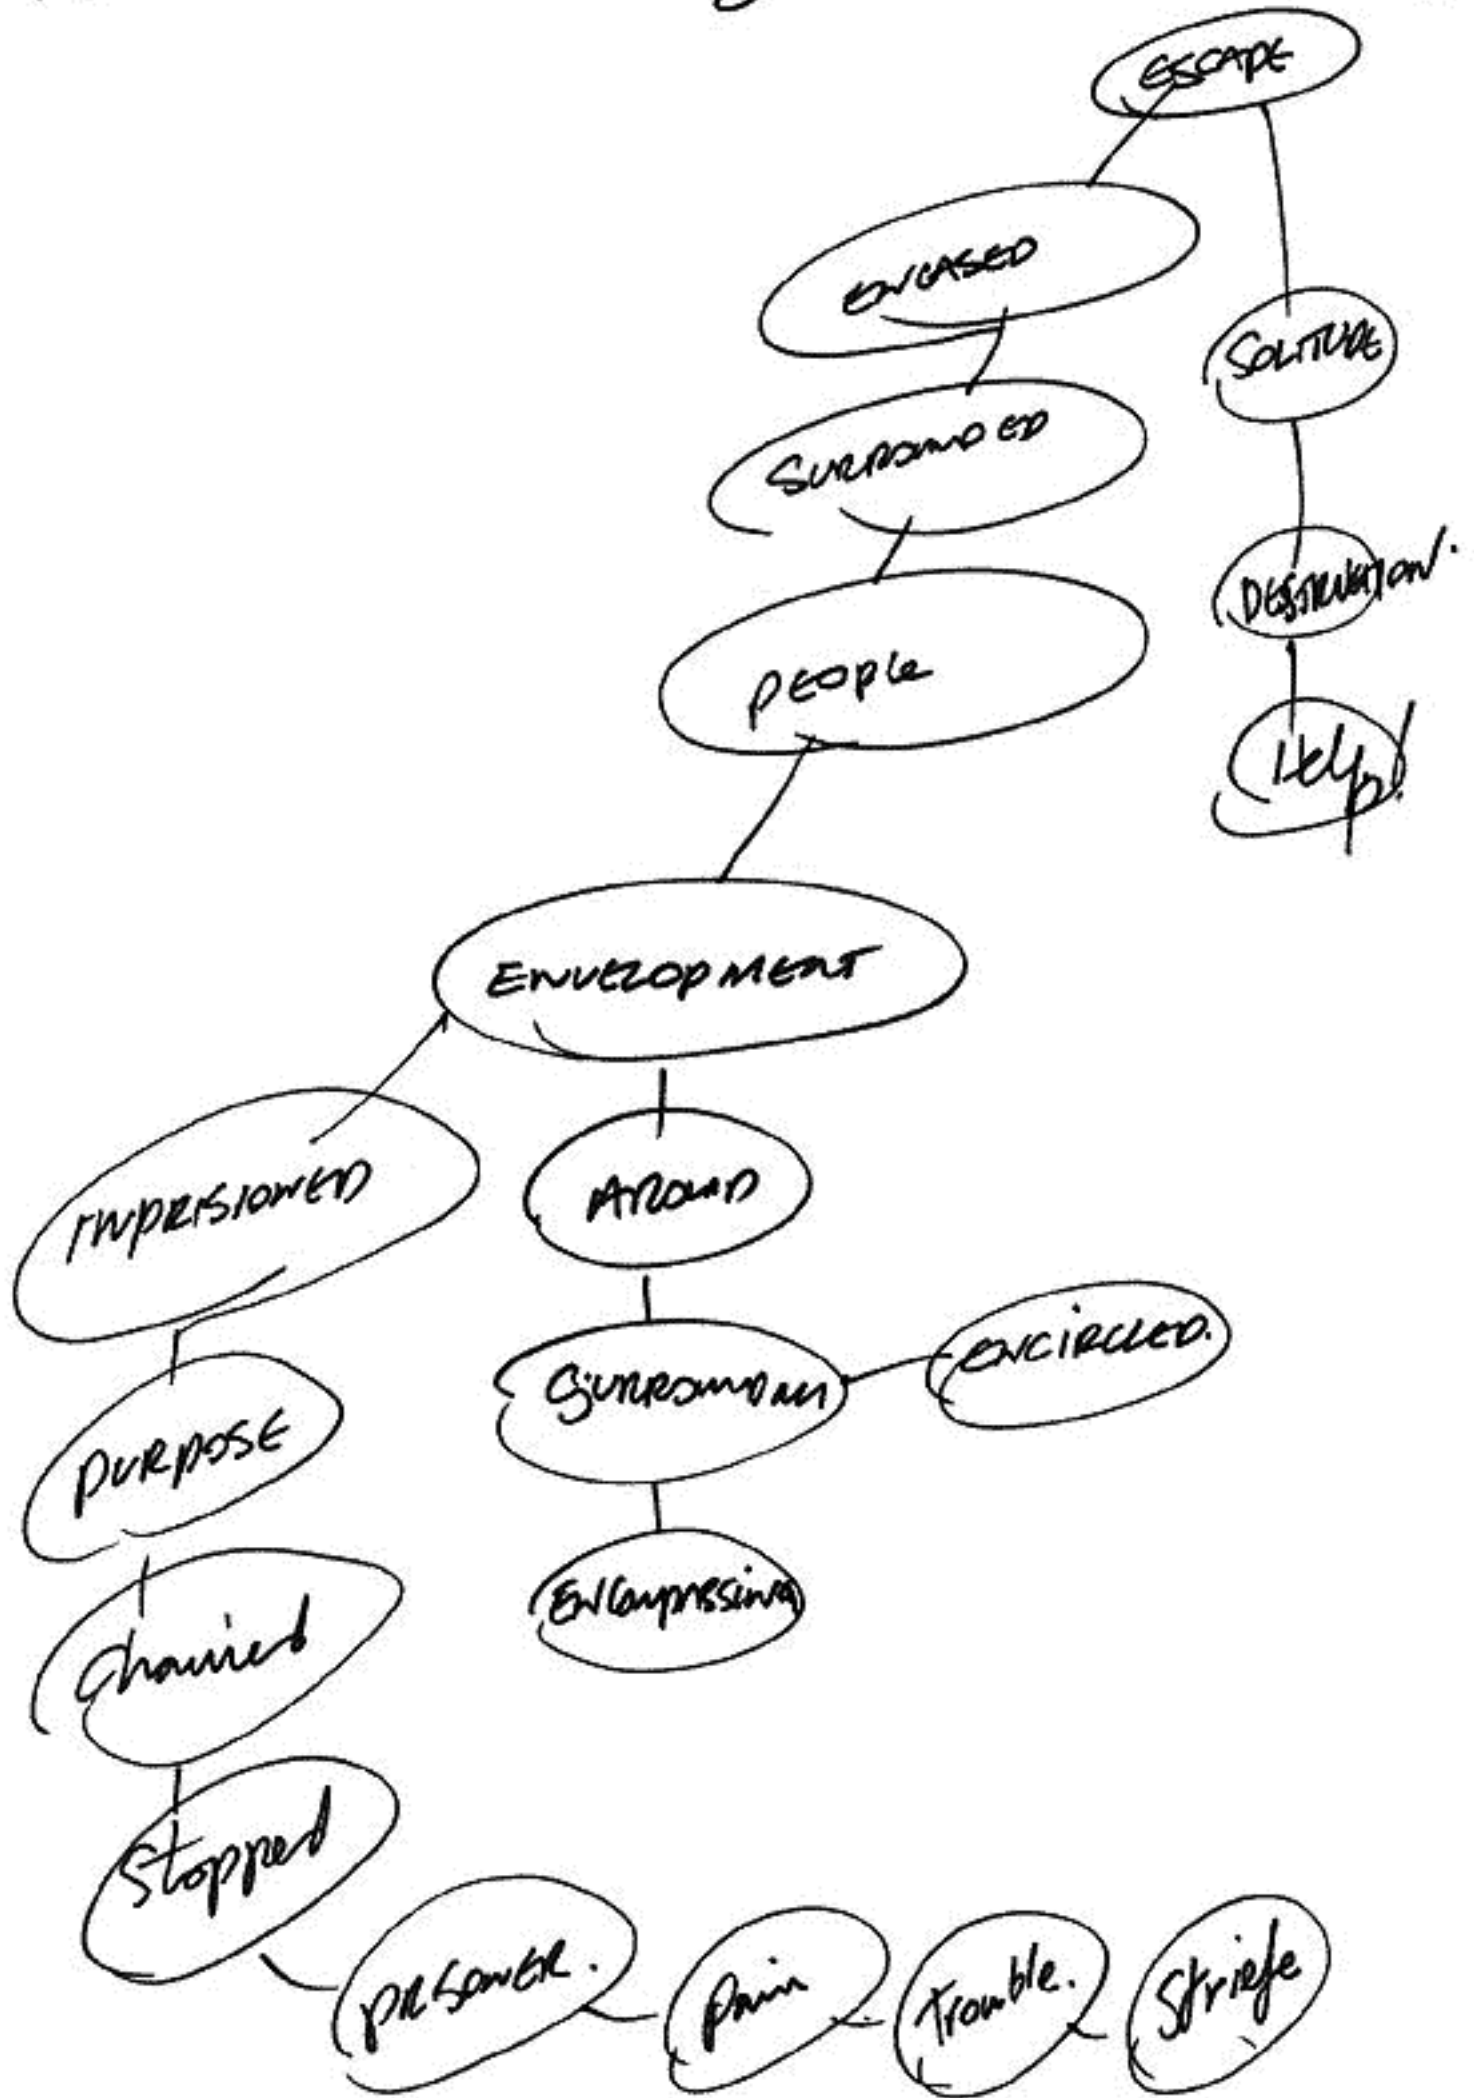 ESCAPE
ENCASED
SOLITUDE
SURROUNDED
DESTRUCTION.
PEOPLE
Help!
ENVELOPMENT
IMPRISIONED
AROUND
ENCIRCLED.
PURPOSE
ENCompassing
Chained
Stopped
PRISONER.
Pain
Trouble.
Striefe